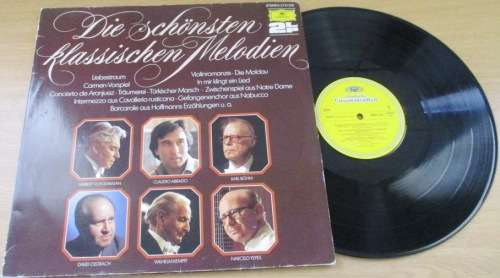 Die schönsten
klassischen Melodien
Liebestraum
Violinromanze · Die Moldau
Carmen-Vorspiel
In mir klingt ein Lied
Concierto de Aranjuez · Träumerei · Türkischer Marsch · Zwischenspiel aus Notre Dame
Intermezzo aus Cavalleria rusticana · Gefangenenchor aus Nabucco
Barcarole aus Hoffmanns Erzählungen u. a.
HERBERT VON KARAJAN
CLAUDIO ABBADO
KARL BÖHM
DAVID OISTRACH
WILHELM KEMPFF
NARCISO YEPES